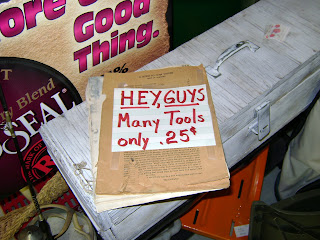 ore
Good
Thing.
HEY, GUYS
Many Tools
only .25¢
Blend
SEAL